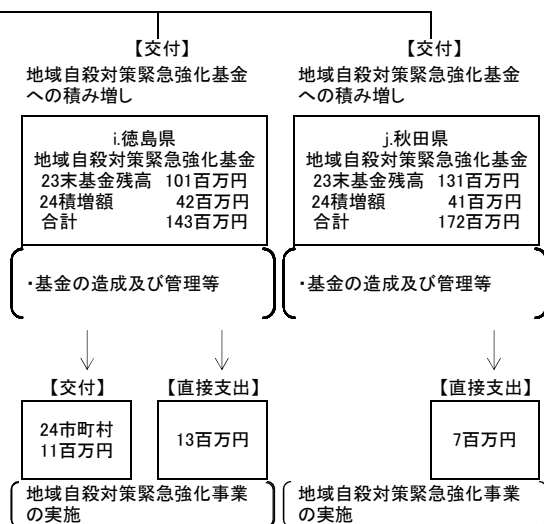 【交付】
地域自殺対策緊急強化基金
への積み増し
i.徳島県
地域自殺対策緊急強化基金
23末基金残高 101百万円
24積増額 42百万円
合計 143百万円
・基金の造成及び管理等
【交付】
24市町村
11百万円
【直接支出】
13百万円
地域自殺対策緊急強化事業
の実施
【交付】
地域自殺対策緊急強化基金
への積み増し
j.秋田県
地域自殺対策緊急強化基金
23末基金残高 131百万円
24積増額 41百万円
合計 172百万円
・基金の造成及び管理等
【直接支出】
7百万円
地域自殺対策緊急強化事業
の実施